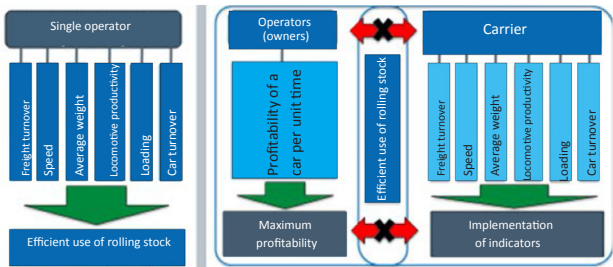 Single operator
Freight turnover
Speed
Average weight
Locomotive productivity
Loading
Car turnover
Efficient use of rolling stock
Operators
(owners)
Profitability of a
car per unit time
Maximum
profitability
Efficient use of rolling stock
Carrier
Freight turnover
Speed
Average weight
Locomotive productivity
Loading
Car turnover
Implementation
of indicators